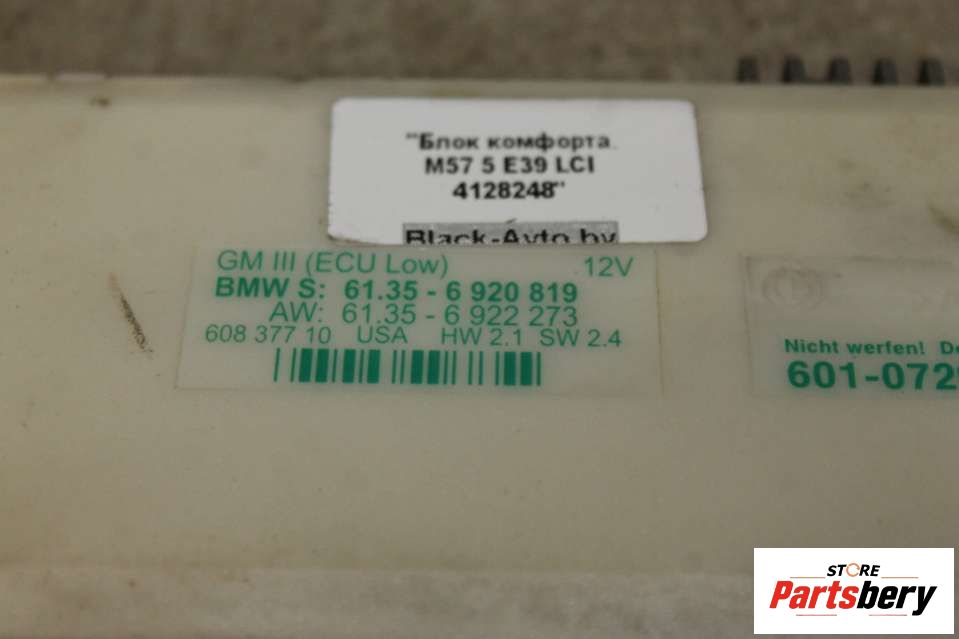 "Блок комфорта
M57 5 E39 LCI
4128248"
Black-Avto.by
GM III (ECU Low) 12V
BMW S: 61.35 - 6 920 819
AW: 61.35 - 6 922 273
608 377 10 USA HW 2.1 SW 2.4
Nicht werfen!
601-072
STORE
Partsbery